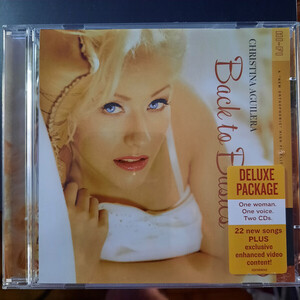 CHRISTINA AGUILERA
Back to Basics
DELUXE
PACKAGE
One woman.
One voice.
Two CDs.
22 new songs
PLUS
exclusive
enhanced video
content!